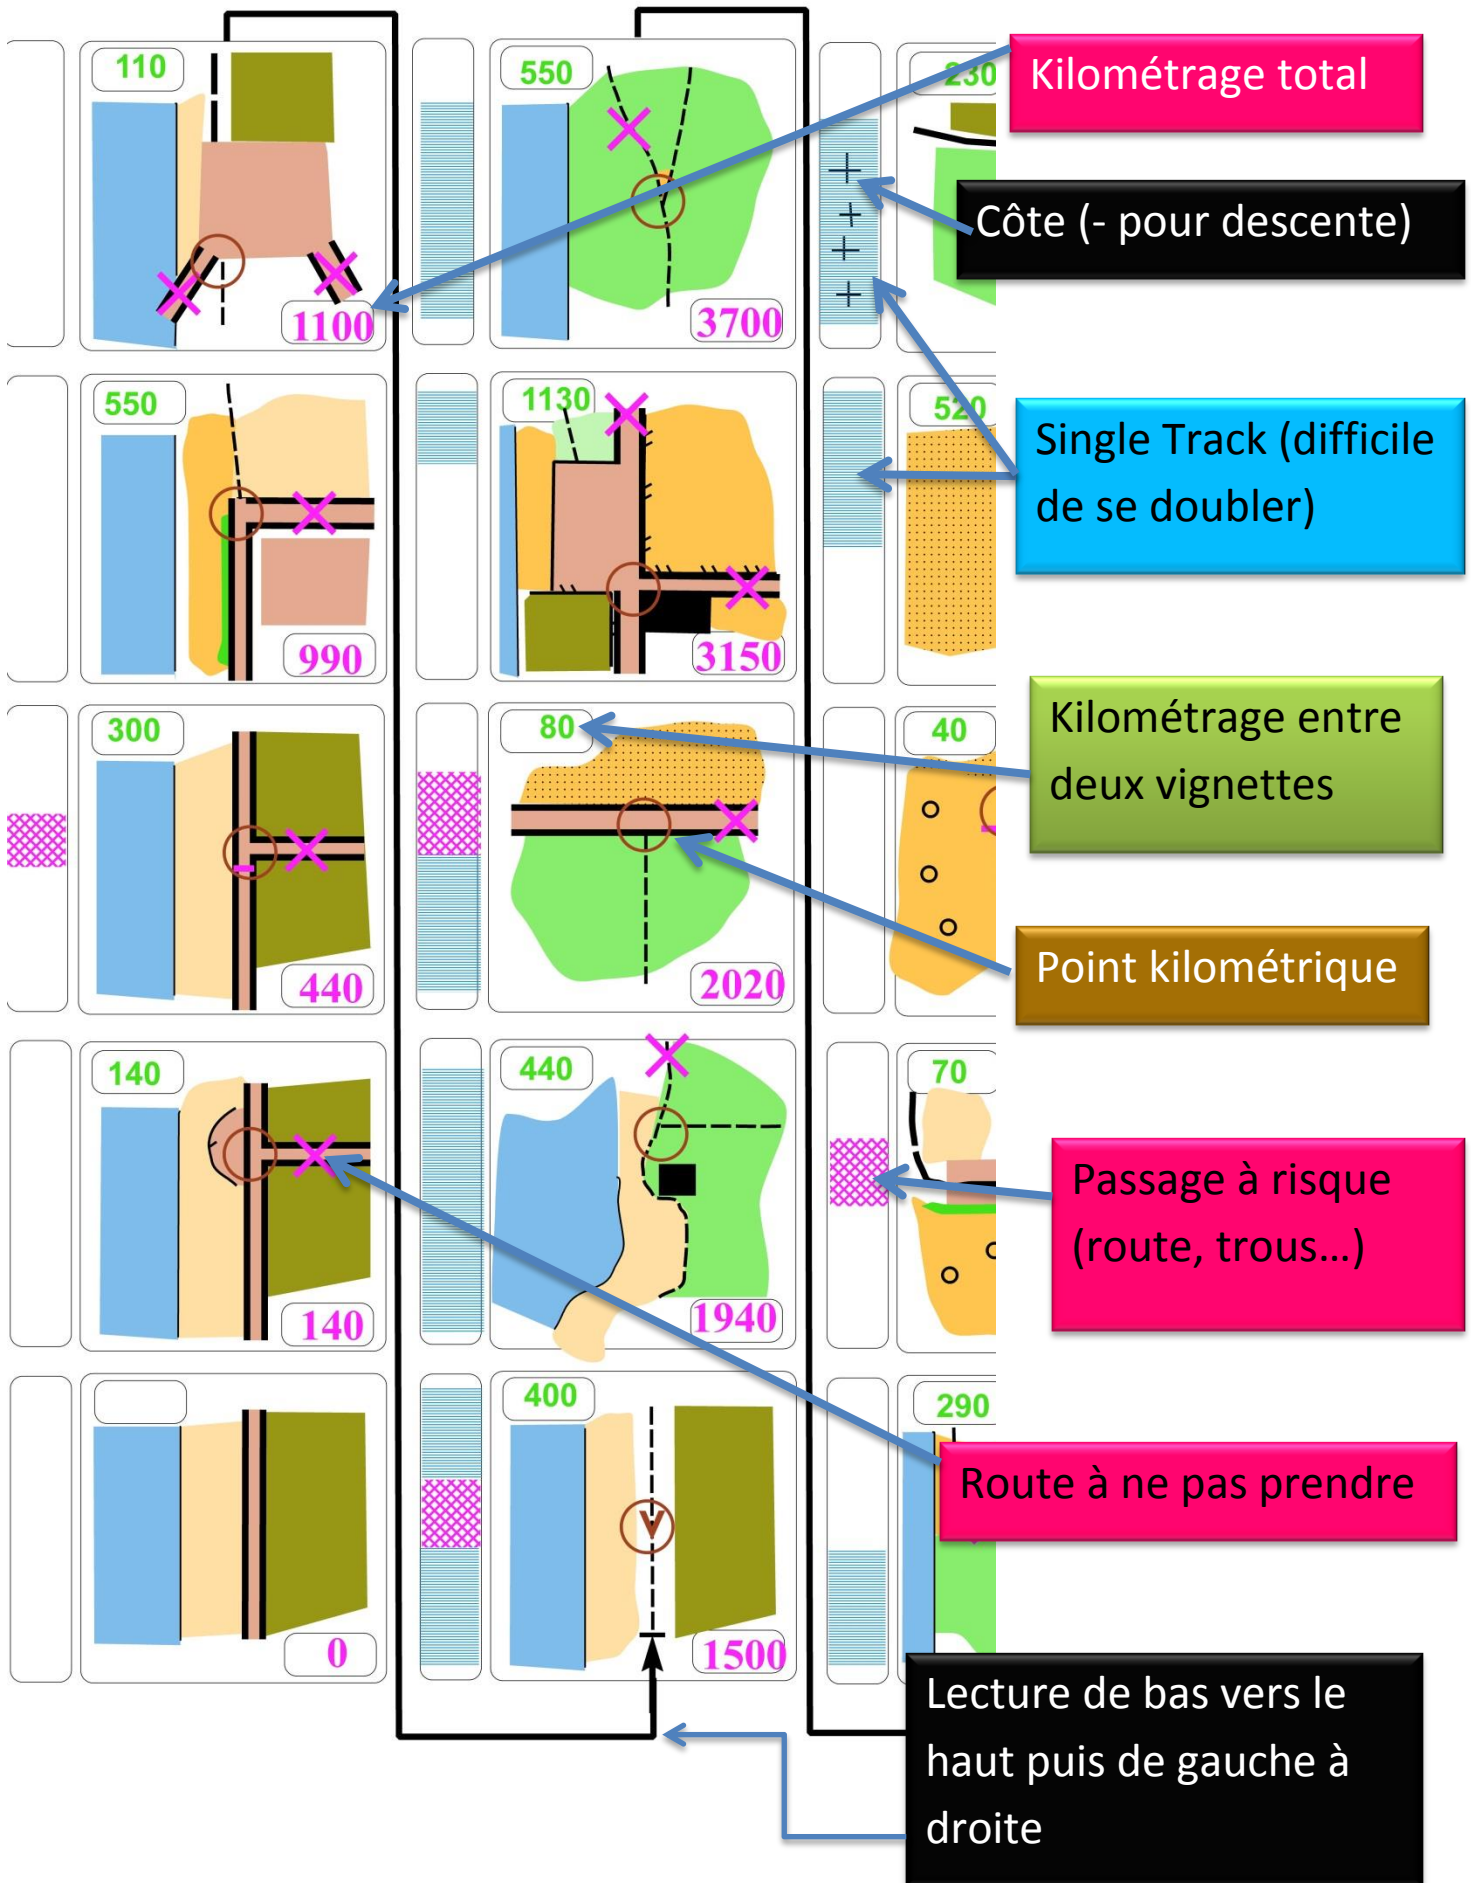 110
1100
550
990
300
440
140
140
0
550
3700
1130
3150
80
2020
440
1940
400
1500
230
520
40
70
290
Kilométrage total
Côte (- pour descente)
Single Track (difficile
de se doubler)
Kilométrage entre
deux vignettes
Point kilométrique
Passage à risque
(route, trous…)
Route à ne pas prendre
Lecture de bas vers le
haut puis de gauche à
droite